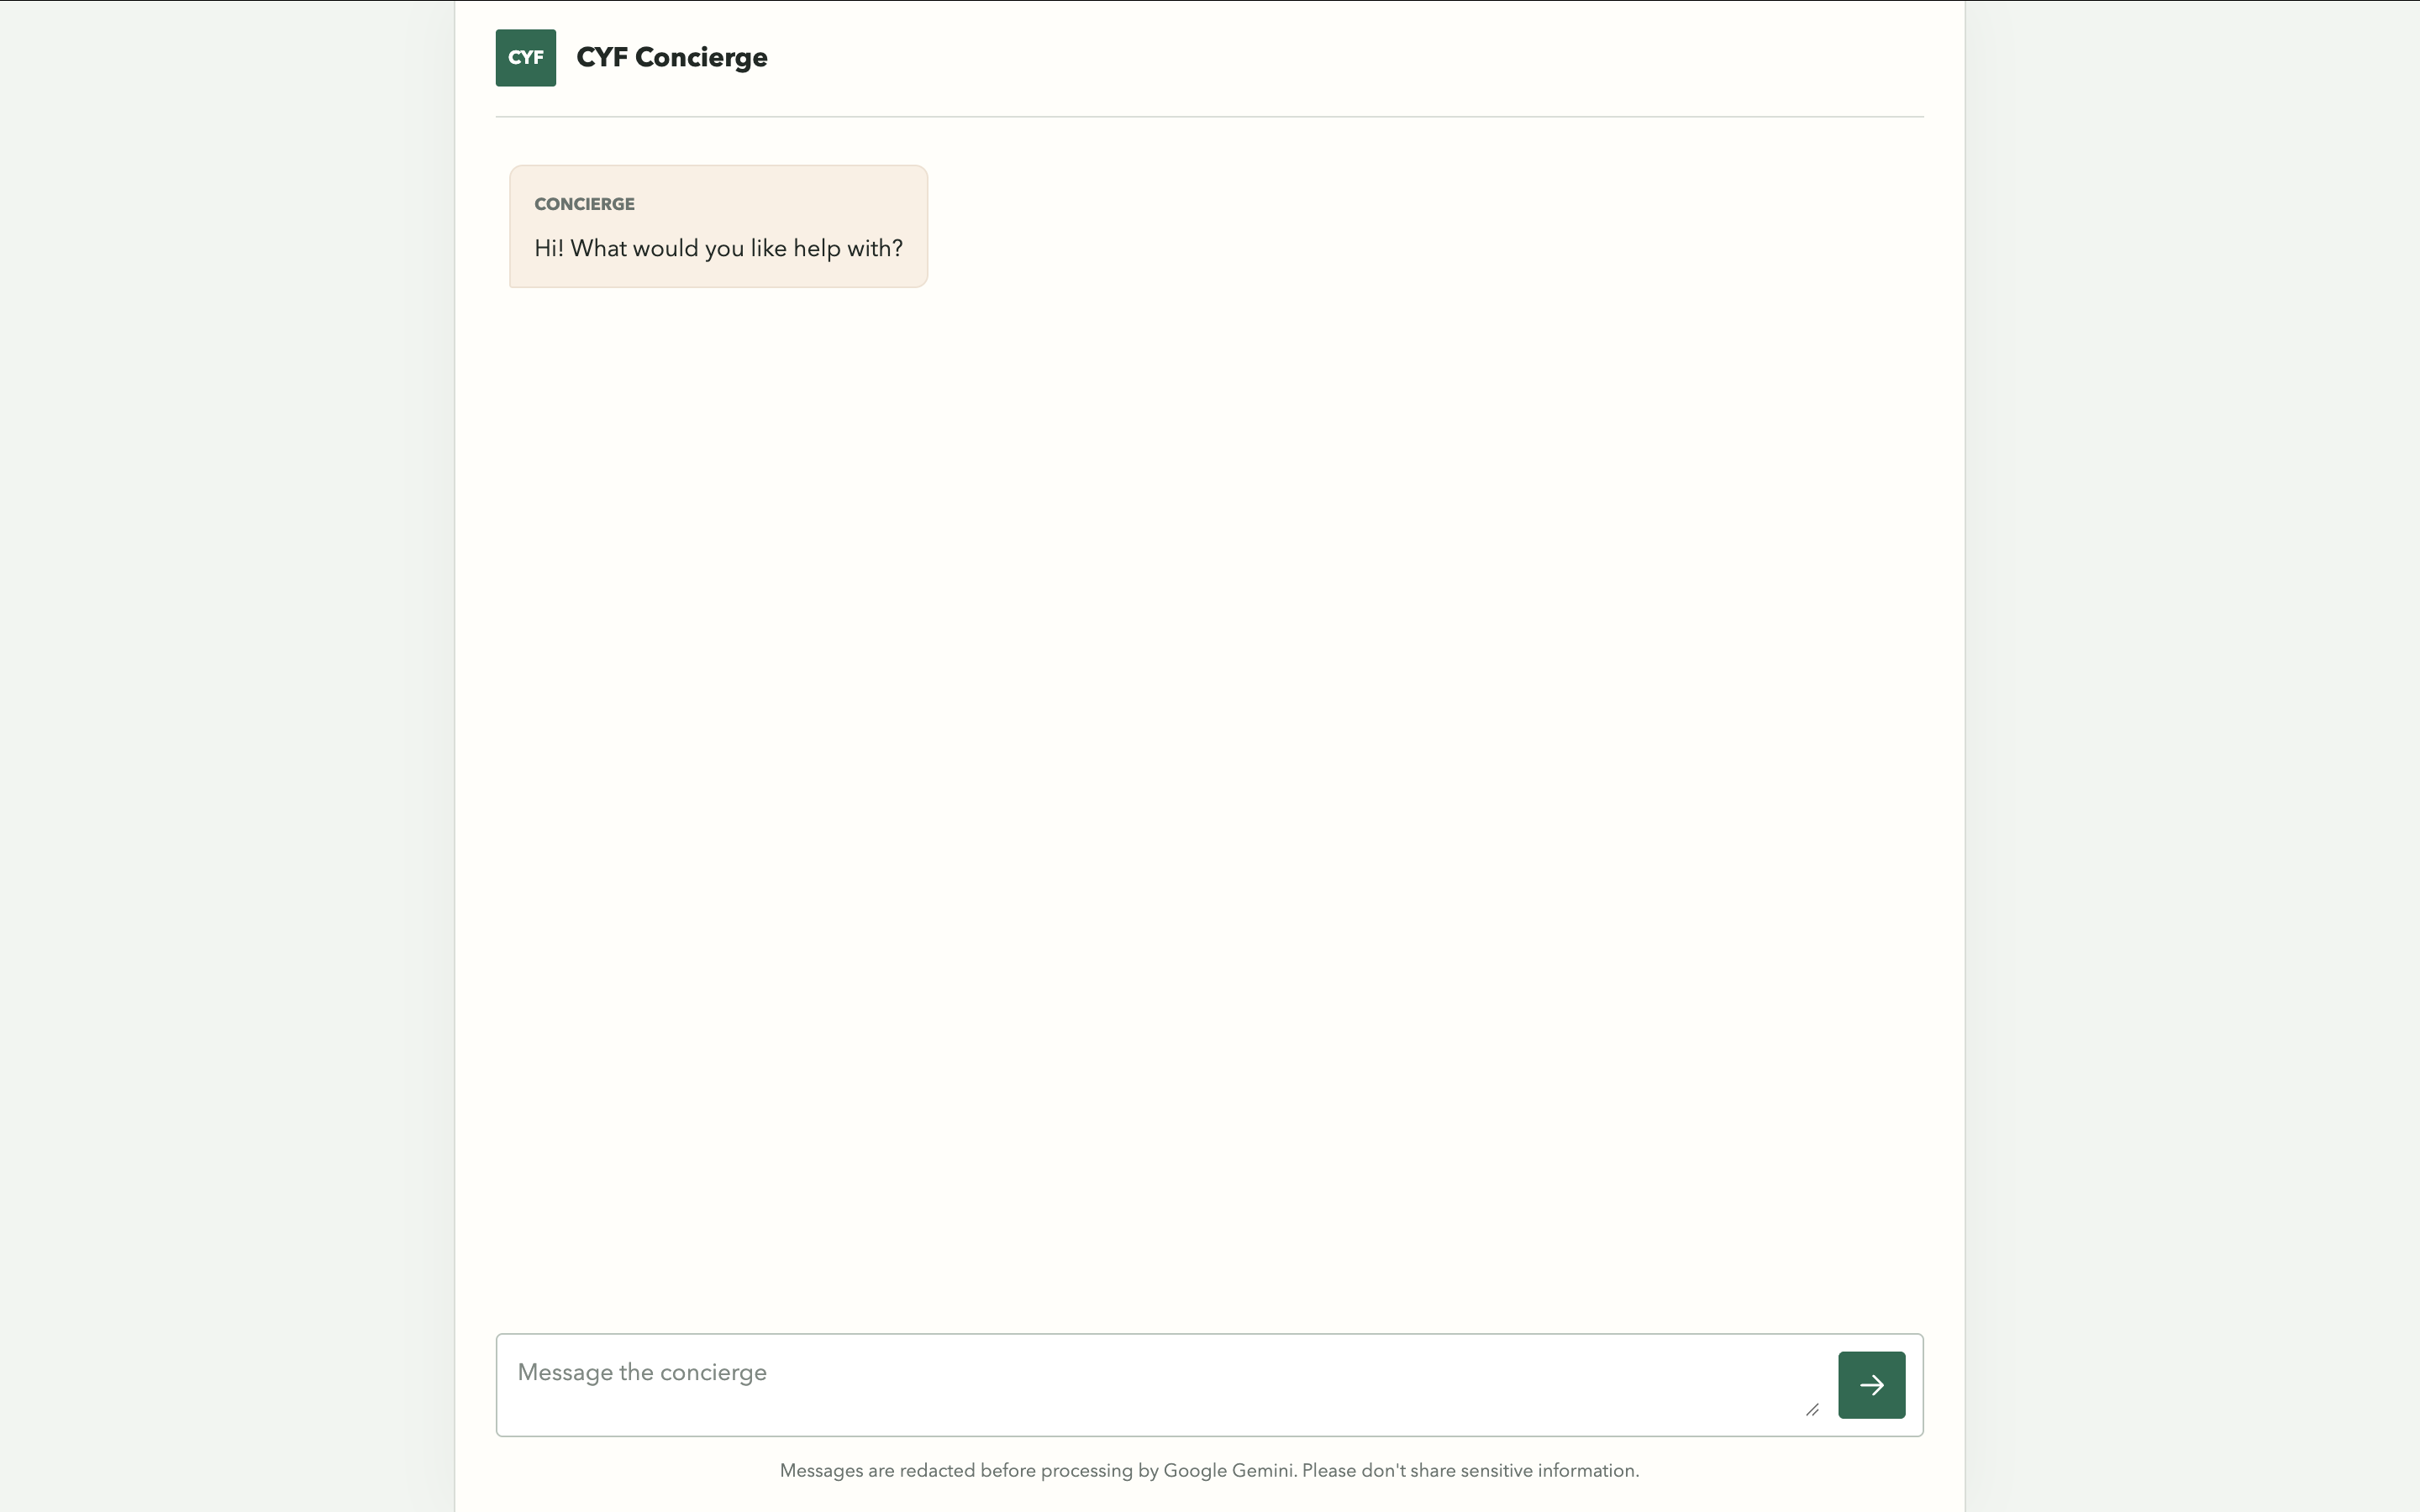 CYF
CYF Concierge
CONCIERGE
Hi! What would you like help with?
Message the concierge
Messages are redacted before processing by Google Gemini. Please don't share sensitive information.